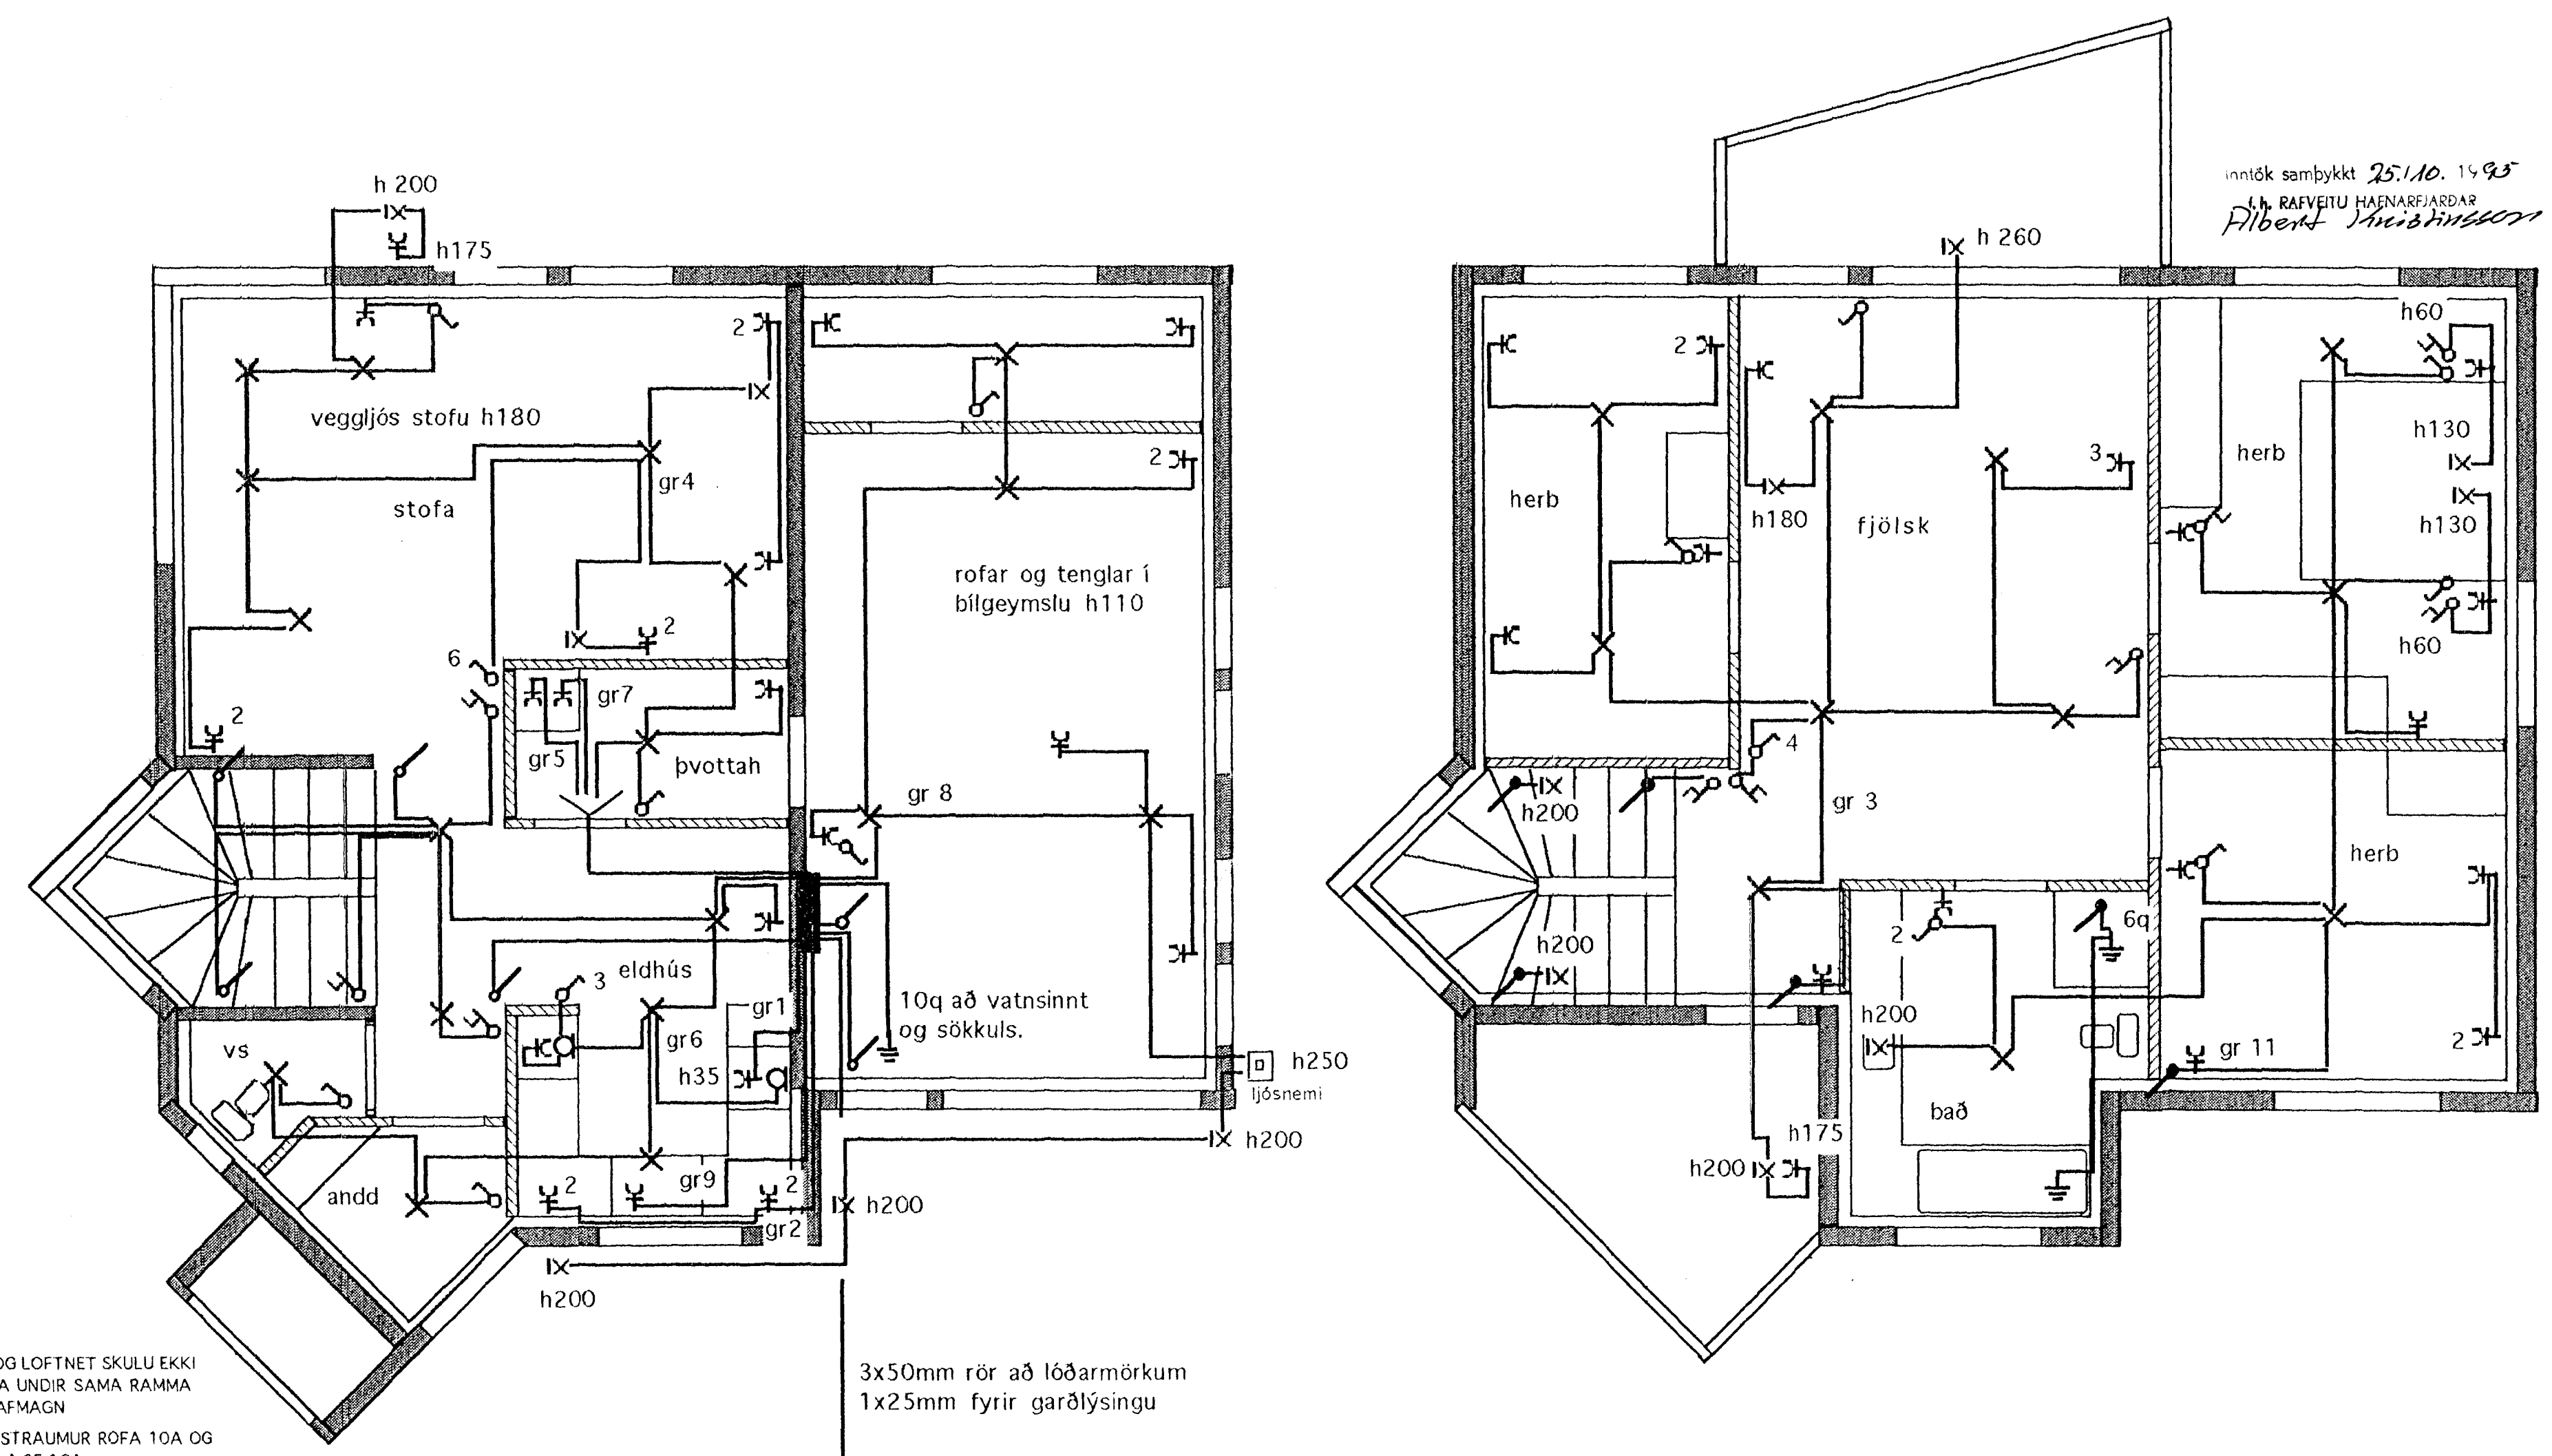 h 200
h175
2
veggljós stofu h180
gr4
stofa
2
6
2
gr7
gr5
þvottah
2
rofar og tenglar í
bílgeymslu h110
gr 8
eldhús
3
gr1
gr6
h35
10q að vatnsinnt
og sökkuls.
h250
ljósnemi
h200
vs
andd
2
gr9
2
gr2
h200
h200
3x50mm rör að lóðarmörkum
1x25mm fyrir garðlýsingu
OG LOFTNET SKULU EKKI
UNDIR SAMA RAMMA
AFMAGN
STRAUMUR ROFA 10A OG
inntök samþykkt 25.10. 1995
f.h. RAFVEITU HAFNARFJARÐAR
Albert Kristinsson
h 260
2
herb
h180
fjölsk
3
h60
h130
herb
h130
h60
4
h200
gr 3
herb
h200
2
6q
h200
gr 11
2
bað
h175
h200